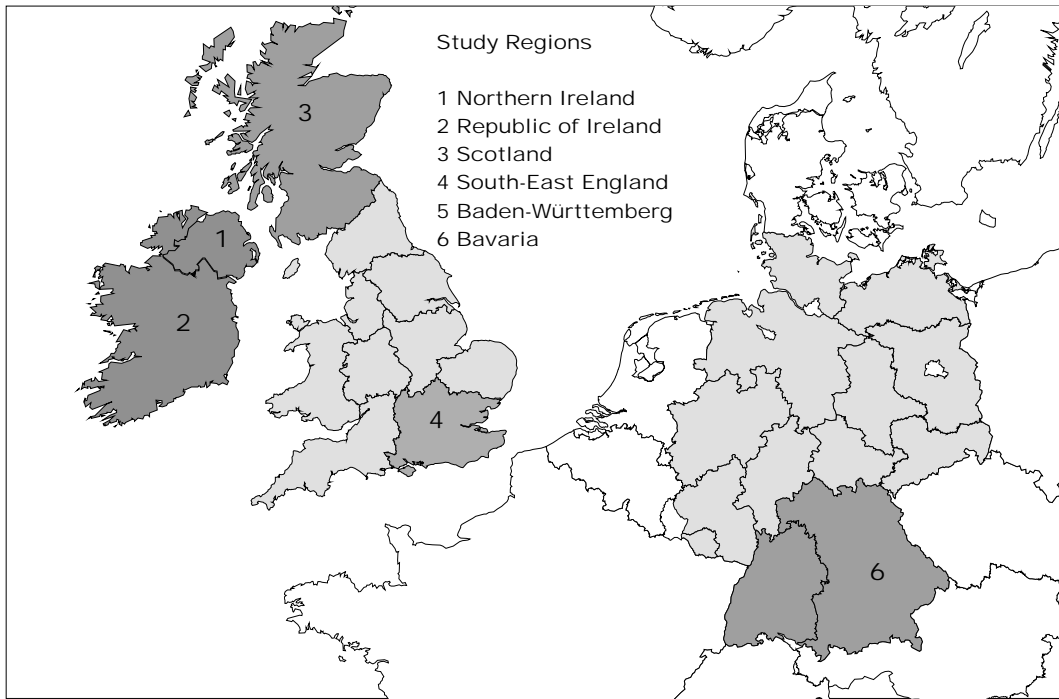 Study Regions
1 Northern Ireland
2 Republic of Ireland
3 Scotland
4 South-East England
5 Baden-Württemberg
6 Bavaria
3
1
2
4
6